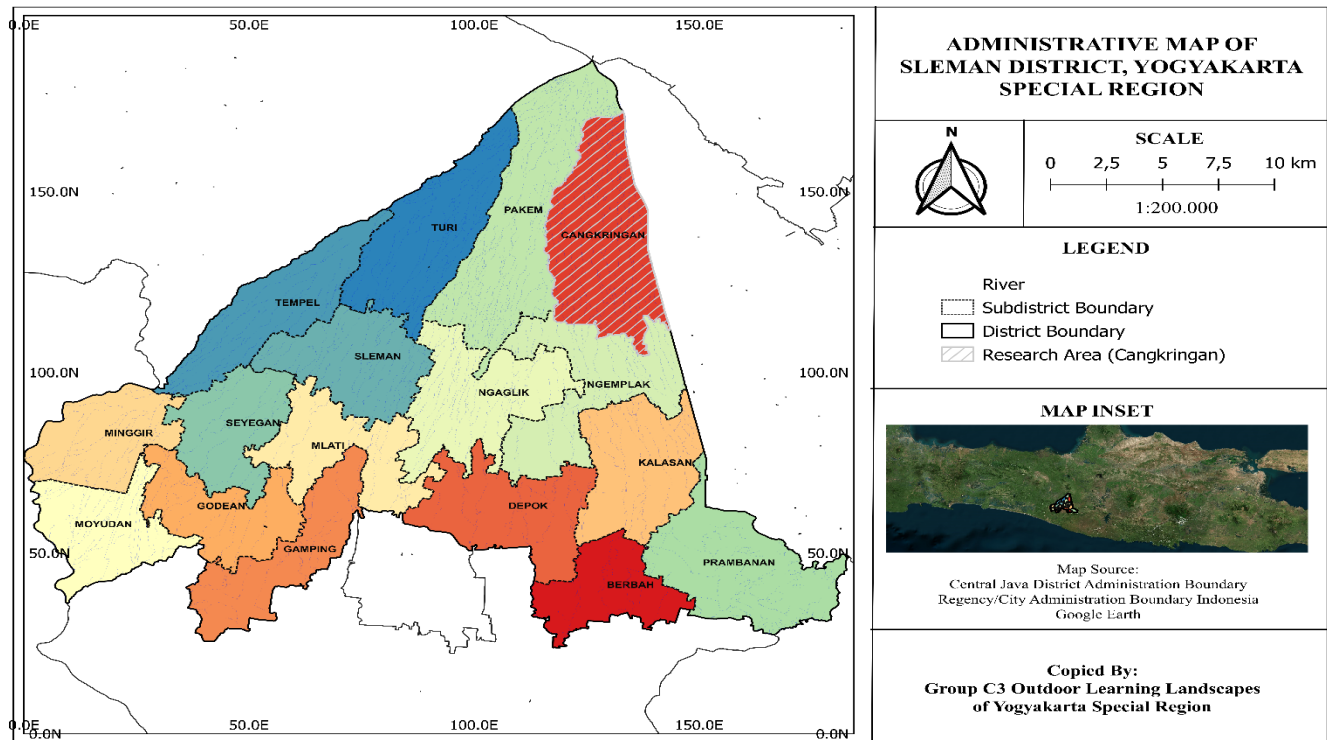 0.0E 50.0E 100.0E 150.0E
0.0N
150.0N 150.0N
100.0N 100.0N
50.0N 50.0N
0.0E 50.0E 100.0E 150.0E
0.0N 0.0N
PAKEM
TURI
CANGKRINGAN
TEMPEL
SLEMAN
NGAGLIK
NGEMPLAK
SEYEGAN
MINGGIR
MLATI
KALASAN
GODEAN
DEPOK
MOYUDAN
GAMPING
PRAMBANAN
BERBAH
ADMINISTRATIVE MAP OF
SLEMAN DISTRICT, YOGYAKARTA
SPECIAL REGION
N
SCALE
0 2,5 5 7,5 10 km
1:200.000
LEGEND
River
Subdistrict Boundary
District Boundary
Research Area (Cangkringan)
MAP INSET
Map Source:
Central Java District Administration Boundary
Regency/City Administration Boundary Indonesia
Google Earth
Copied By:
Group C3 Outdoor Learning Landscapes
of Yogyakarta Special Region